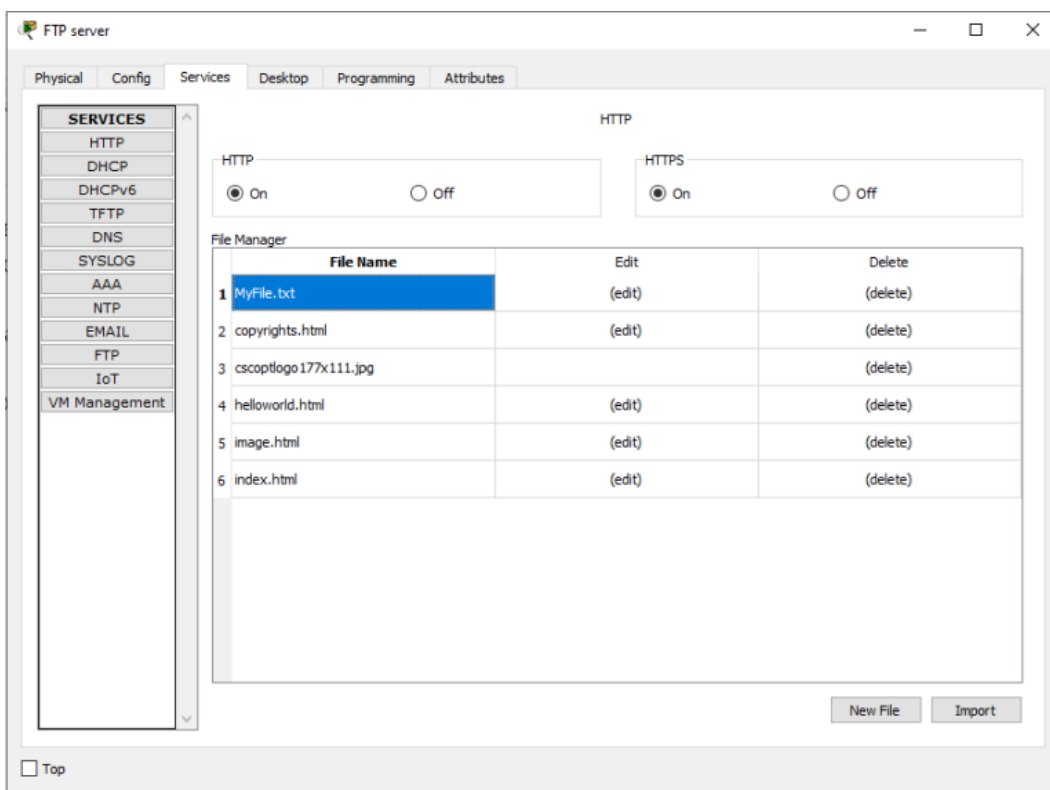 FTP server
Physical Config Services Desktop Programming Attributes
SERVICES
HTTP
DHCP
DHCPv6
TFTP
DNS
SYSLOG
AAA
NTP
EMAIL
FTP
IoT
VM Management
HTTP
HTTP HTTPS
On Off On Off
File Manager
File Name Edit Delete
1 MyFile.txt (edit) (delete)
2 copyrights.html (edit) (delete)
3 cscoptlogo177x111.jpg (delete)
4 helloworld.html (edit) (delete)
5 image.html (edit) (delete)
6 index.html (edit) (delete)
New File Import
Top